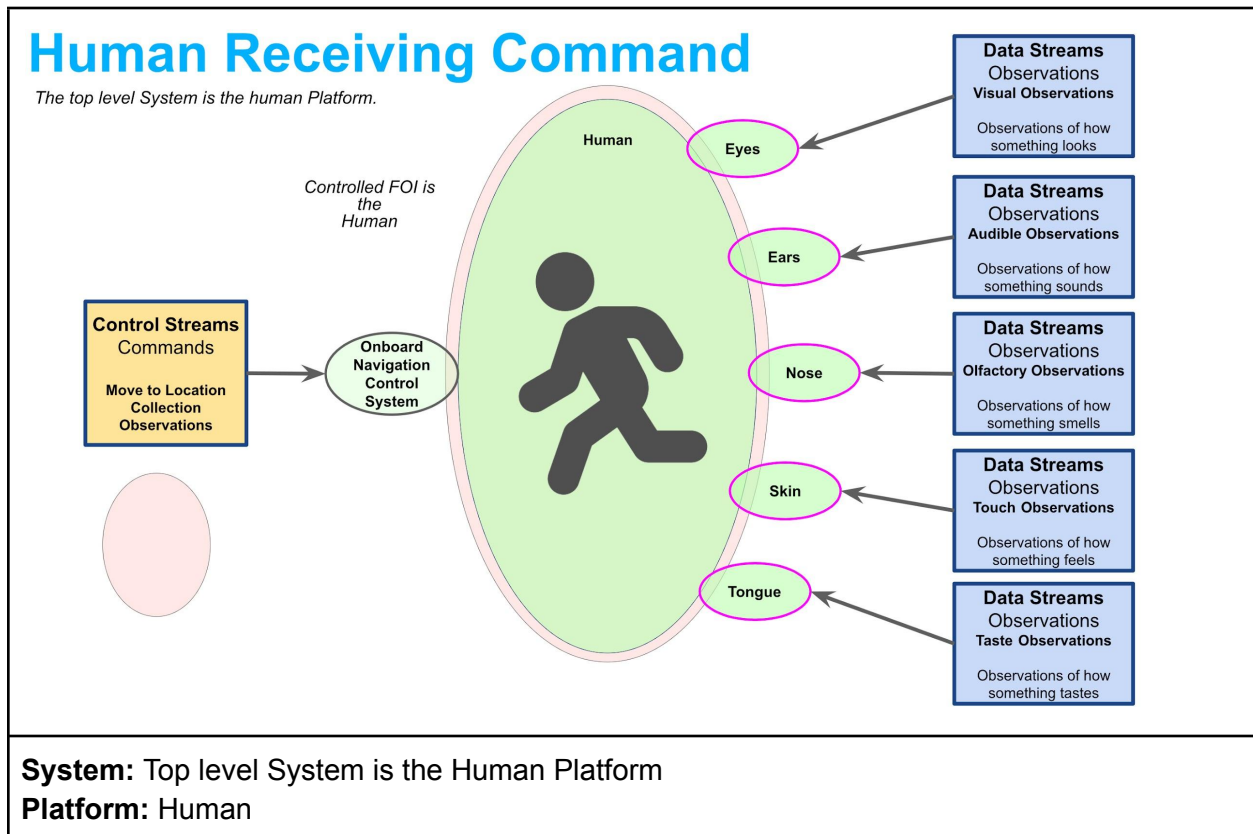 Human Receiving Command
The top level System is the human Platform.
Controlled FOI is
the
Human
Control Streams
Commands
Move to Location
Collection
Observations
Onboard
Navigation
Control
System
Human
Eyes
Ears
Nose
Skin
Tongue
Data Streams
Observations
Visual Observations
Observations of how
something looks
Data Streams
Observations
Audible Observations
Observations of how
something sounds
Data Streams
Observations
Olfactory Observations
Observations of how
something smells
Data Streams
Observations
Touch Observations
Observations of how
something feels
Data Streams
Observations
Taste Observations
Observations of how
something tastes
System: Top level System is the Human Platform
Platform: Human